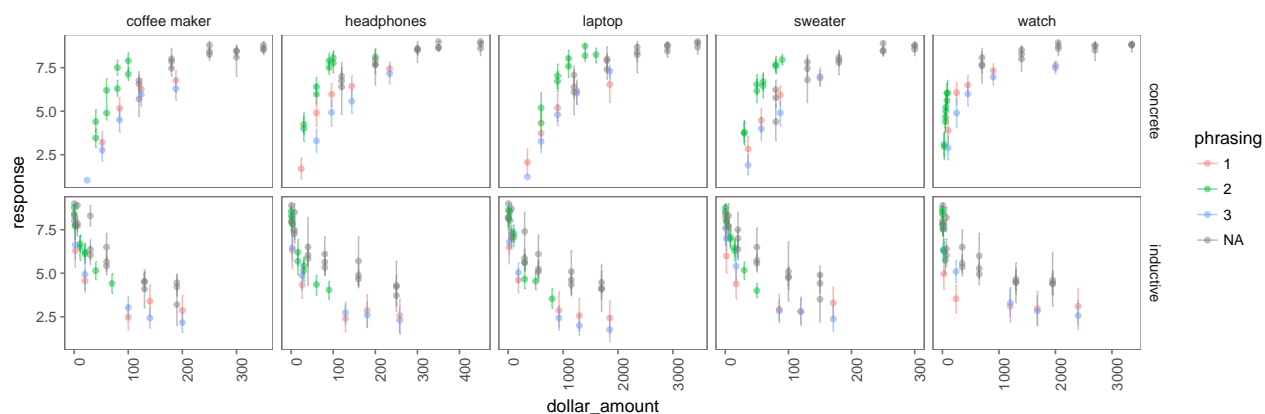 coffee maker headphones laptop sweater watch
response
7.5
5.0
2.5
concrete
7.5
5.0
2.5
inductive
0 100 200 300 0 100 200 300 400 0 1000 2000 3000 0 100 200 300 0 1000 2000 3000
dollar_amount
phrasing
1
2
3
NA